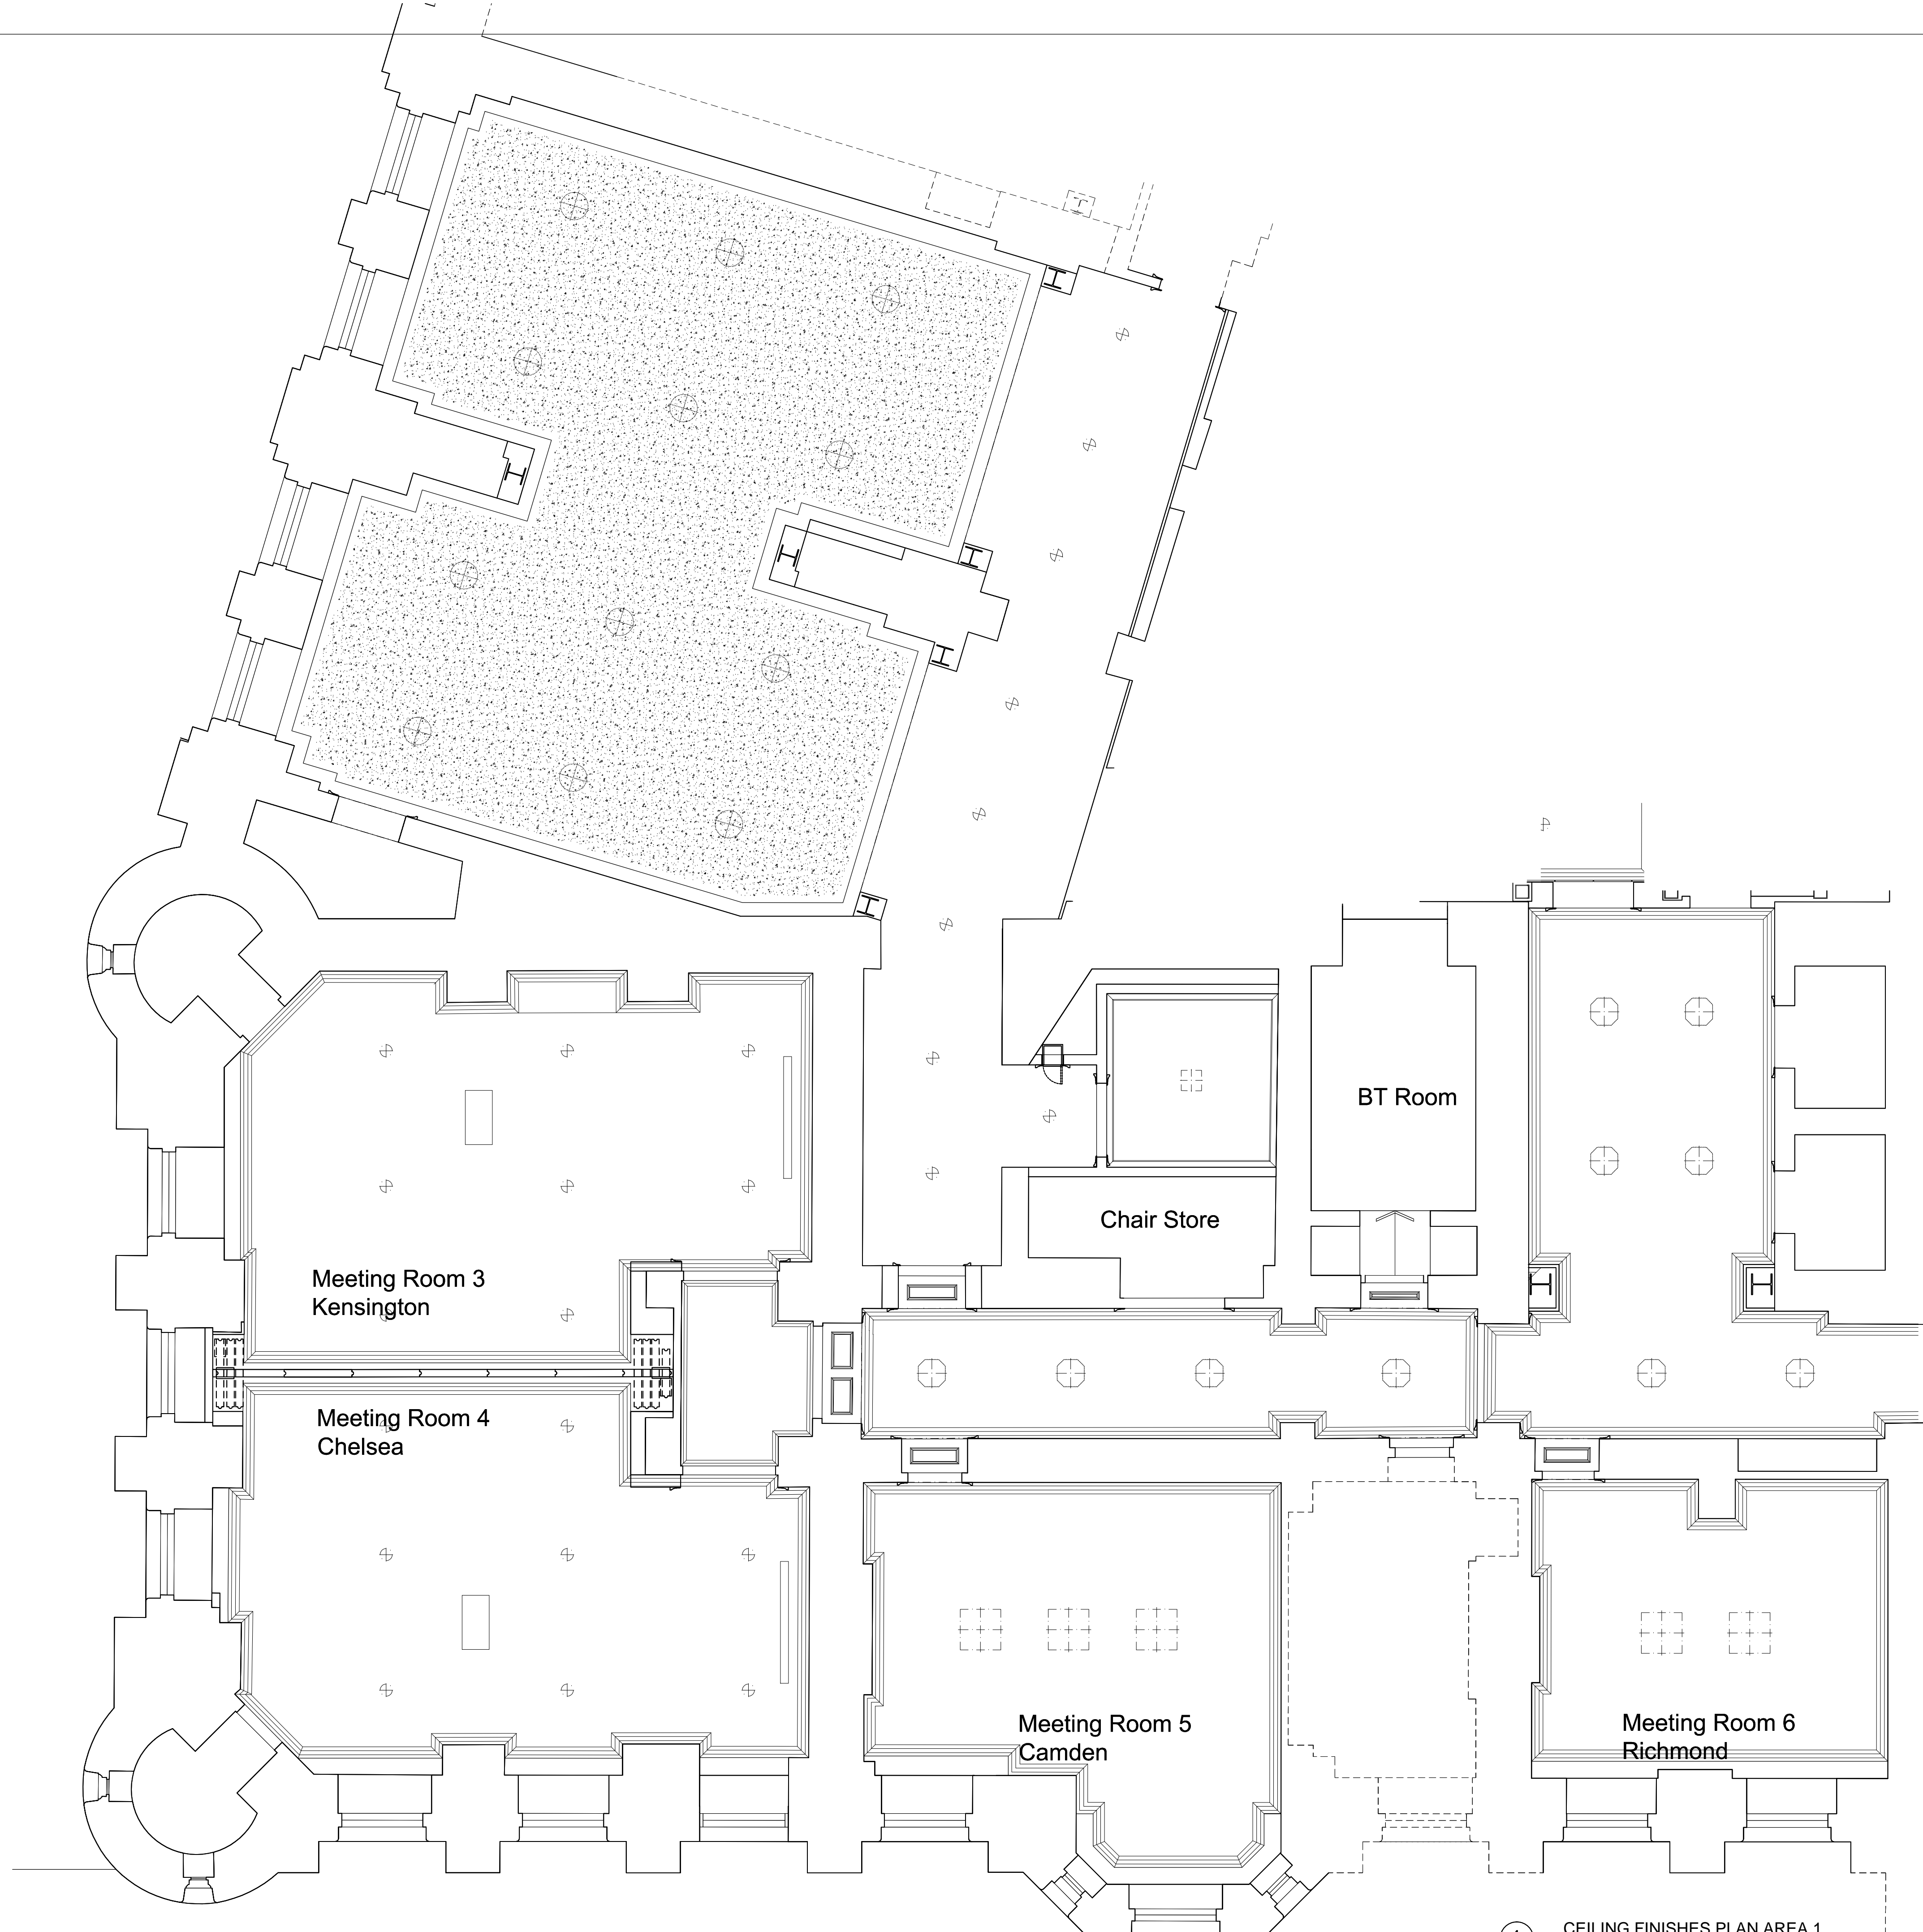 BT Room
Chair Store
Meeting Room 3
Kensington
Meeting Room 4
Chelsea
Meeting Room 5
Camden
Meeting Room 6
Richmond
CEILING FINISHES PLAN AREA 1